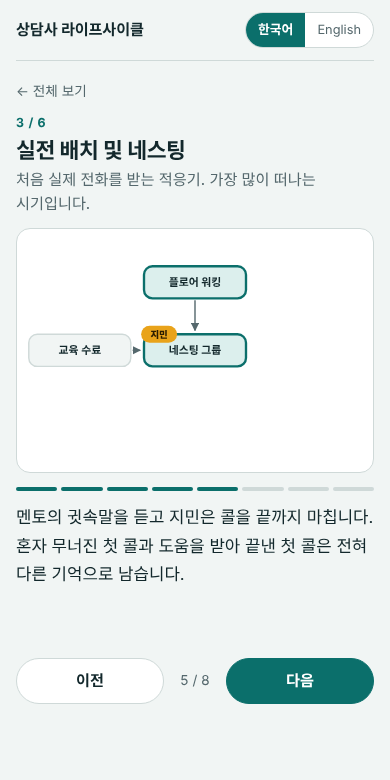 상담사 라이프사이클
한국어
English
← 전체 보기
3 / 6
실전 배치 및 네스팅
처음 실제 전화를 받는 적응기. 가장 많이 떠나는
시기입니다.
플로어 워킹
지민
교육 수료
네스팅 그룹
멘토의 귓속말을 듣고 지민은 콜을 끝까지 마칩니다.
혼자 무너진 첫 콜과 도움을 받아 끝낸 첫 콜은 전혀
다른 기억으로 남습니다.
이전
5 / 8
다음